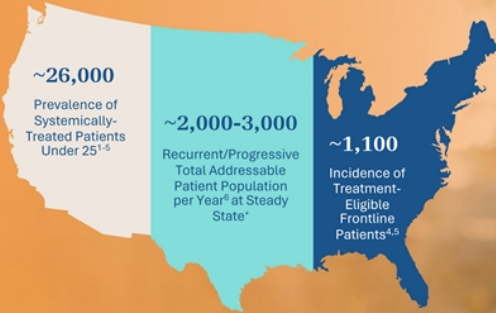 ~26,000
Prevalence of
Systemically-
Treated Patients
Under 25¹⁻⁵
~2,000-3,000
Recurrent/Progressive
Total Addressable
Patient Population
per Year⁶ at Steady
State*
~1,100
Incidence of
Treatment-
Eligible
Frontline
Patients⁴,⁵